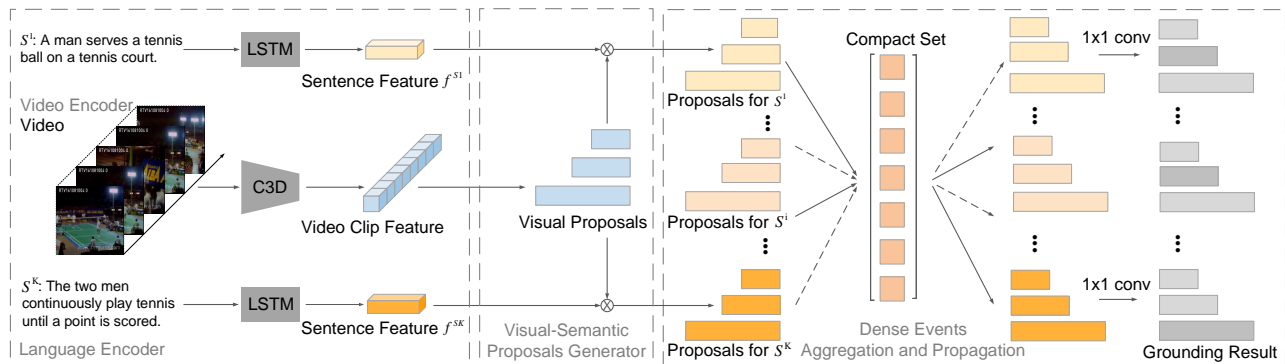 S¹: A man serves a tennis
ball on a tennis court.
LSTM
Sentence Feature f^{S1}
Video Encoder
Video
C3D
Video Clip Feature
S^K: The two men
continuously play tennis
until a point is scored.
LSTM
Sentence Feature f^{SK}
Language Encoder
Visual Proposals
Visual-Semantic
Proposals Generator
Proposals for S¹
Proposals for S^i
Proposals for S^K
Compact Set
Dense Events
Aggregation and Propagation
1x1 conv
1x1 conv
Grounding Result